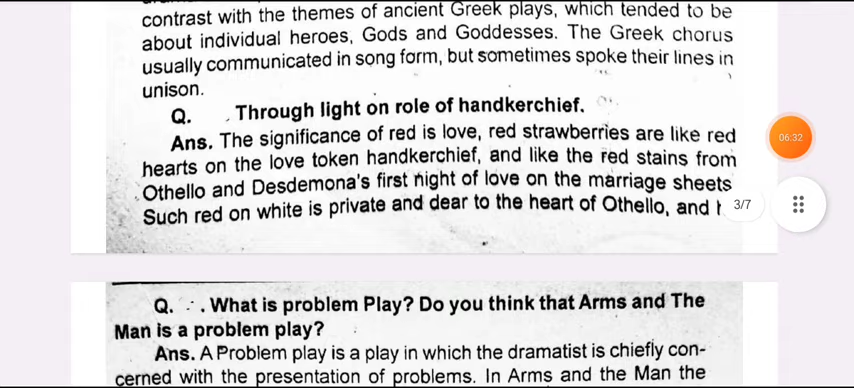 contrast with the themes of ancient Greek plays, which tended to be
about individual heroes, Gods and Goddesses. The Greek chorus
usually communicated in song form, but sometimes spoke their lines in
unison.
Q. . Through light on role of handkerchief.
Ans. The significance of red is love, red strawberries are like red
hearts on the love token handkerchief, and like the red stains from
Othello and Desdemona's first night of love on the marriage sheets
Such red on white is private and dear to the heart of Othello, and
06:32
3/7
Q. . What is problem Play? Do you think that Arms and The
Man is a problem play?
Ans. A Problem play is a play in which the dramatist is chiefly con-
cerned with the presentation of problems. In Arms and the Man the